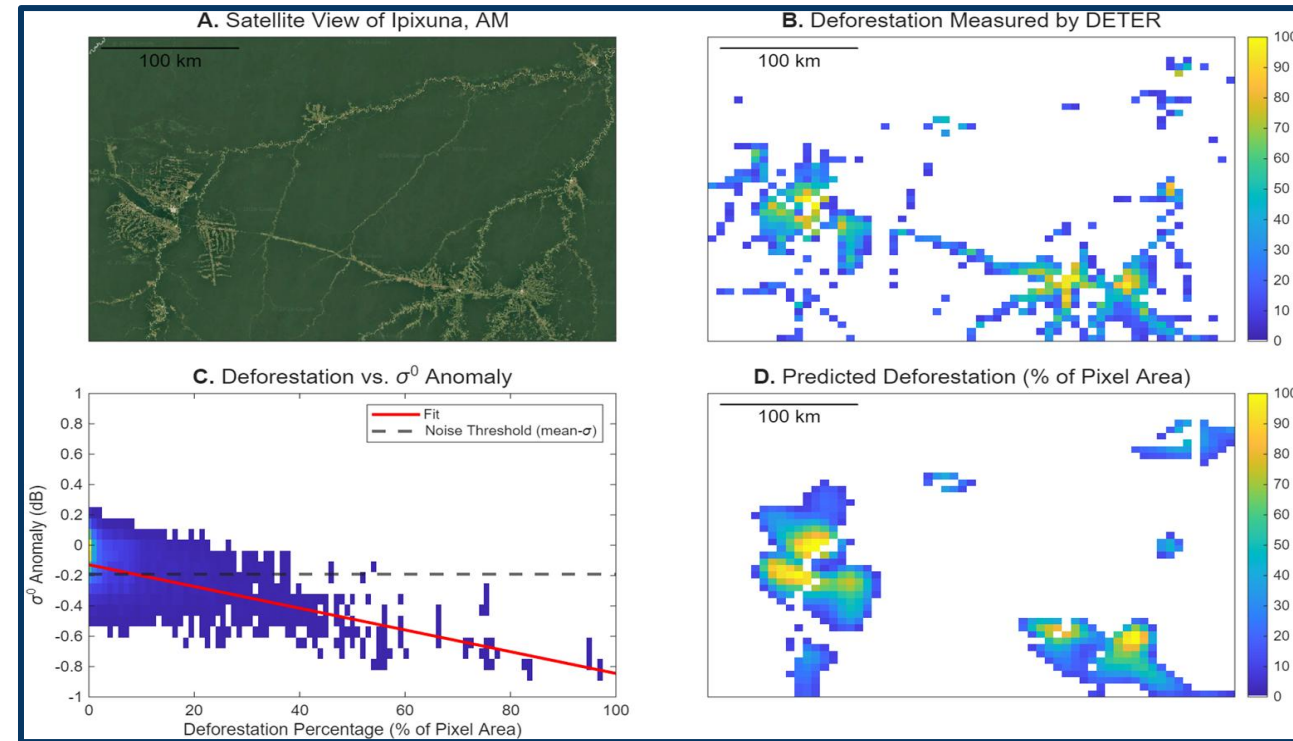 A. Satellite View of Ipixuna, AM
100 km
B. Deforestation Measured by DETER
100 km
100
90
80
70
60
50
40
30
20
10
0
C. Deforestation vs. σ⁰ Anomaly
Fit
Noise Threshold (mean-σ)
1
0.8
0.6
0.4
0.2
0
-0.2
-0.4
-0.6
-0.8
-1
σ⁰ Anomaly (dB)
0 20 40 60 80 100
Deforestation Percentage (% of Pixel Area)
D. Predicted Deforestation (% of Pixel Area)
100 km
100
90
80
70
60
50
40
30
20
10
0